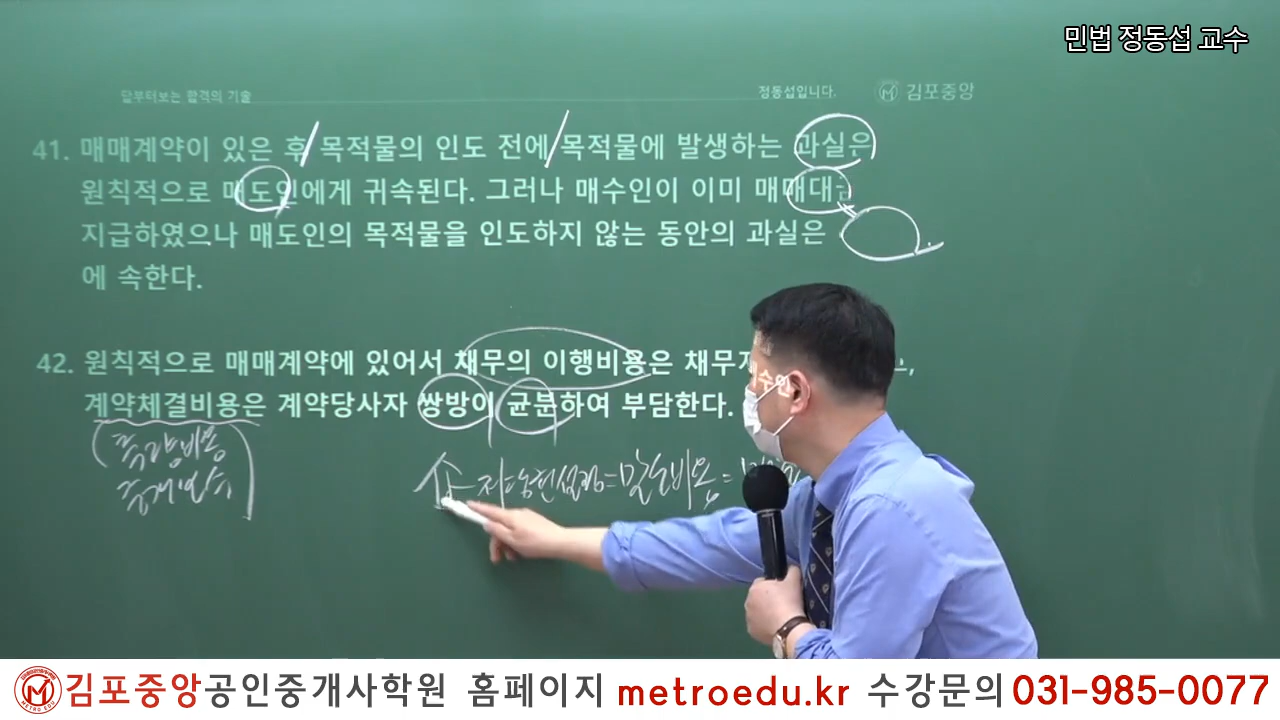 민법 정동섭 교수
답부터보는 합격의 기술
정동섭입니다.
김포중앙
41. 매매계약이 있은 후 목적물의 인도 전에 목적물에 발생하는 과실은
원칙적으로 매도인에게 귀속된다. 그러나 매수인이 이미 매매대금
지급하였으나 매도인의 목적물을 인도하지 않는 동안의 과실은
에 속한다.
42. 원칙적으로 매매계약에 있어서 채무의 이행비용은
계약체결비용은 계약당사자 쌍방이 균분하여 부담한다.
(측량비용
중개보수)
김포중앙공인중개사학원 홈페이지 metroedu.kr 수강문의 031-985-0077